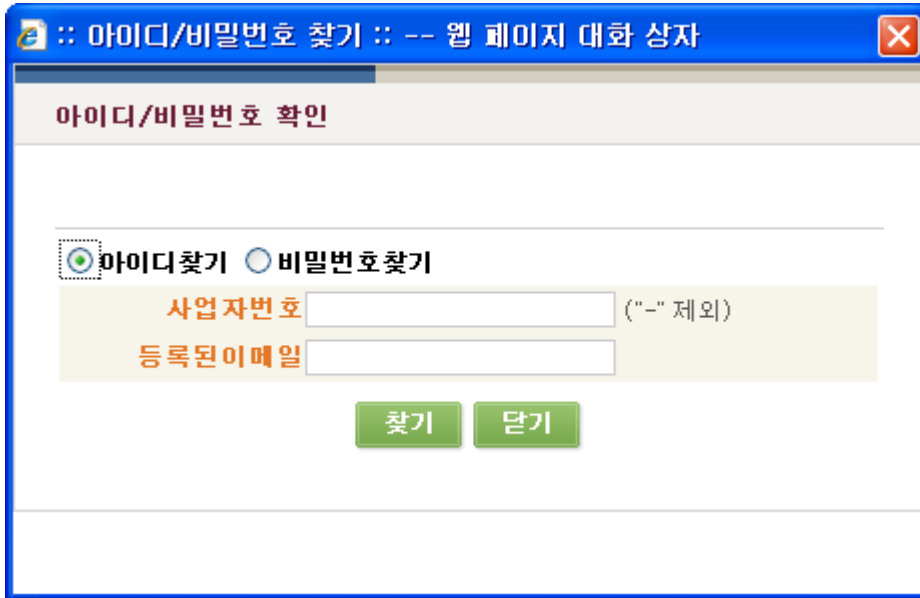 :: 아이디/비밀번호 찾기 :: -- 웹 페이지 대화 상자
아이디/비밀번호 확인
아이디찾기 비밀번호찾기
사업자번호 ("-" 제외)
등록된이메일
찾기 닫기